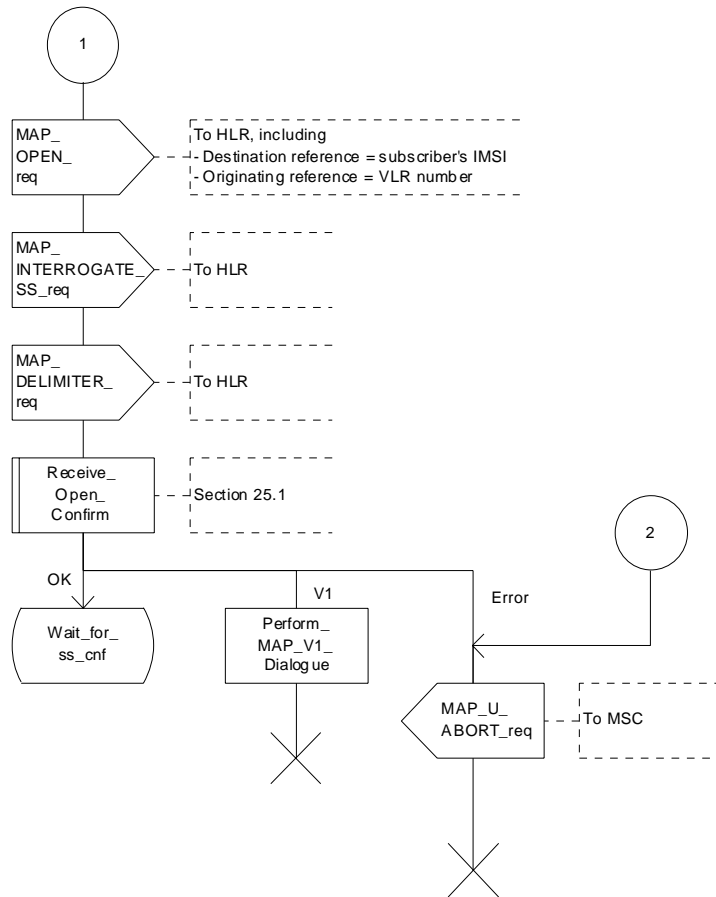 1
MAP_
OPEN_
req
To HLR, including
- Destination reference = subscriber's IMSI
- Originating reference = VLR number
MAP_
INTERROGATE_
SS_req
To HLR
MAP_
DELIMITER_
req
To HLR
Receive_
Open_
Confirm
Section 25.1
2
OK
V1
Error
Wait_for_
ss_cnf
Perform_
MAP_V1_
Dialogue
MAP_U_
ABORT_req
To MSC